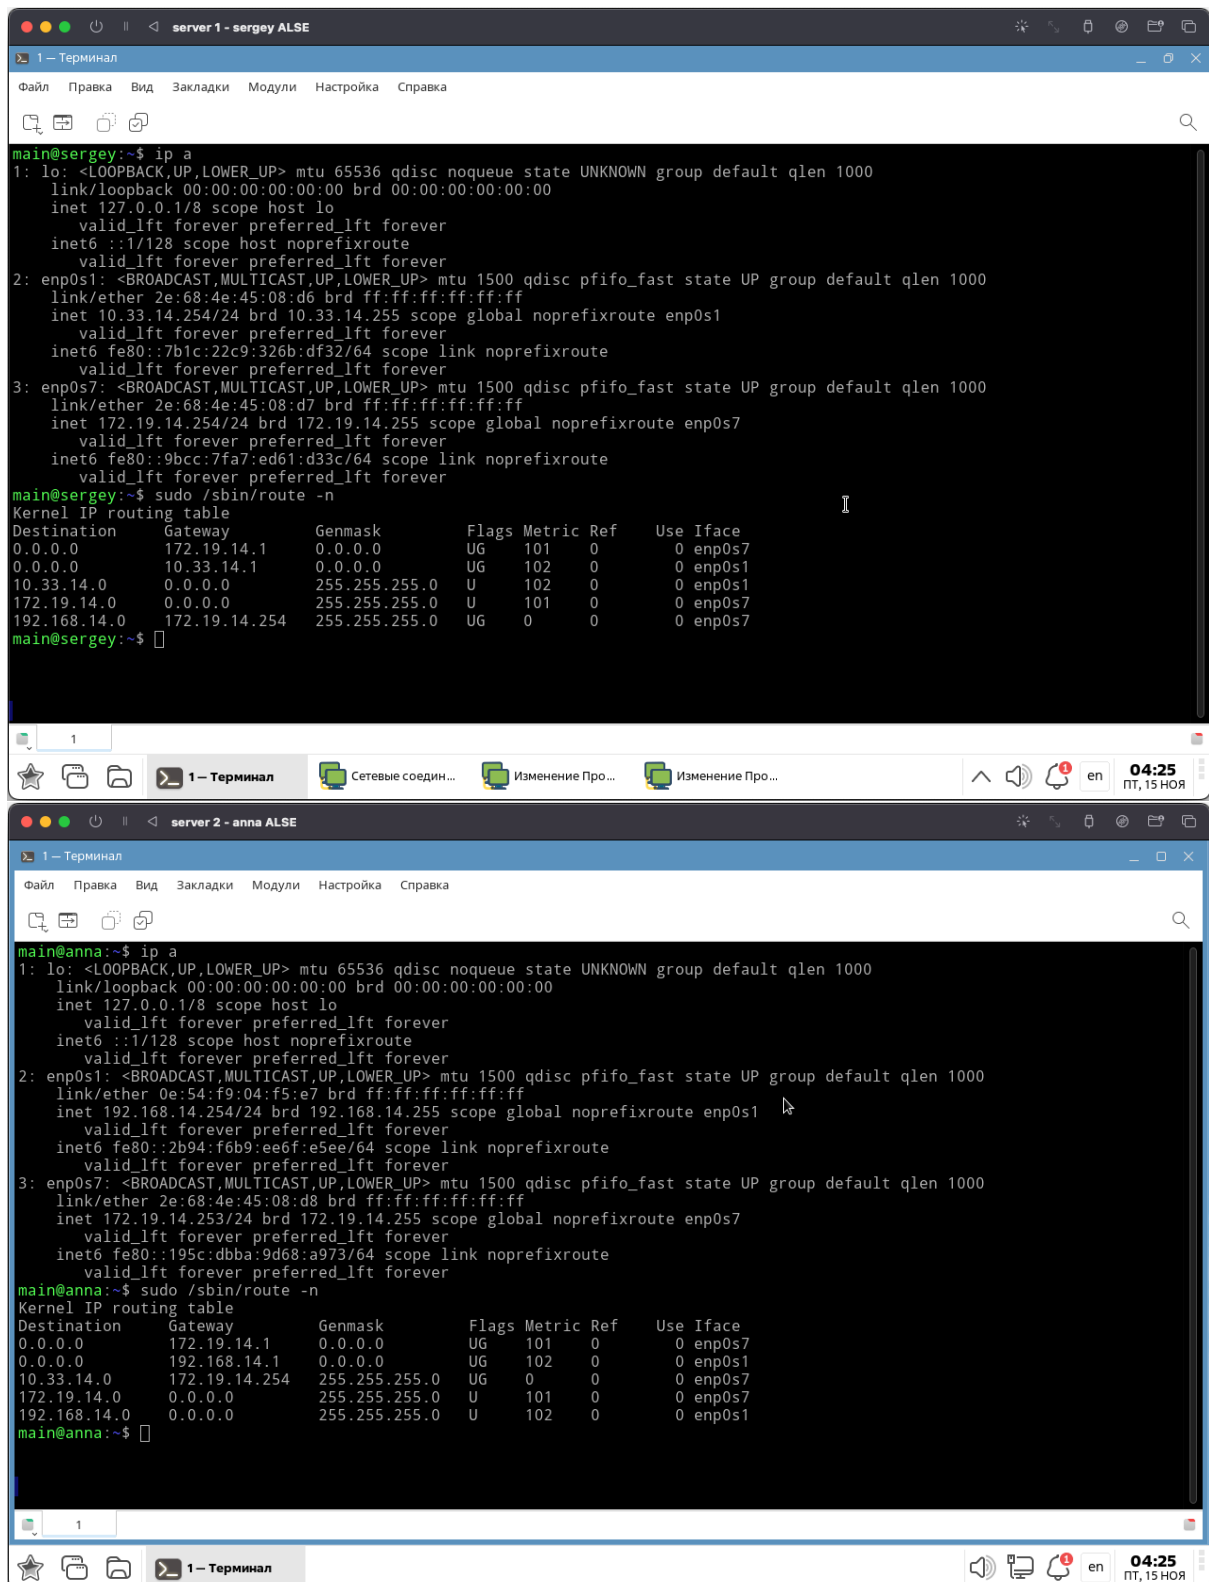 server 1 - sergey ALSE
1 — Терминал
Файл Правка Вид Закладки Модули Настройка Справка
main@sergey:~$ ip a
1: lo: <LOOPBACK,UP,LOWER_UP> mtu 65536 qdisc noqueue state UNKNOWN group default qlen 1000
link/loopback 00:00:00:00:00:00 brd 00:00:00:00:00:00
inet 127.0.0.1/8 scope host lo
valid_lft forever preferred_lft forever
inet6 ::1/128 scope host noprefixroute
valid_lft forever preferred_lft forever
2: enp0s1: <BROADCAST,MULTICAST,UP,LOWER_UP> mtu 1500 qdisc pfifo_fast state UP group default qlen 1000
link/ether 2e:68:4e:45:08:d6 brd ff:ff:ff:ff:ff:ff
inet 10.33.14.254/24 brd 10.33.14.255 scope global noprefixroute enp0s1
valid_lft forever preferred_lft forever
inet6 fe80::7b1c:22c9:326b:df32/64 scope link noprefixroute
valid_lft forever preferred_lft forever
3: enp0s7: <BROADCAST,MULTICAST,UP,LOWER_UP> mtu 1500 qdisc pfifo_fast state UP group default qlen 1000
link/ether 2e:68:4e:45:08:d7 brd ff:ff:ff:ff:ff:ff
inet 172.19.14.254/24 brd 172.19.14.255 scope global noprefixroute enp0s7
valid_lft forever preferred_lft forever
inet6 fe80::9bcc:7fa7:ed61:d33c/64 scope link noprefixroute
valid_lft forever preferred_lft forever
main@sergey:~$ sudo /sbin/route -n
Kernel IP routing table
Destination Gateway Genmask Flags Metric Ref Use Iface
0.0.0.0 172.19.14.1 0.0.0.0 UG 101 0 0 enp0s7
0.0.0.0 10.33.14.1 0.0.0.0 UG 102 0 0 enp0s1
10.33.14.0 0.0.0.0 255.255.255.0 U 102 0 0 enp0s1
172.19.14.0 0.0.0.0 255.255.255.0 U 101 0 0 enp0s7
192.168.14.0 172.19.14.254 255.255.255.0 UG 0 0 0 enp0s7
main@sergey:~$
1
1 — Терминал Сетевые соедин... Изменение Про... Изменение Про... 1 en 04:25
ПТ, 15 НОЯ
server 2 - anna ALSE
1 — Терминал
Файл Правка Вид Закладки Модули Настройка Справка
main@anna:~$ ip a
1: lo: <LOOPBACK,UP,LOWER_UP> mtu 65536 qdisc noqueue state UNKNOWN group default qlen 1000
link/loopback 00:00:00:00:00:00 brd 00:00:00:00:00:00
inet 127.0.0.1/8 scope host lo
valid_lft forever preferred_lft forever
inet6 ::1/128 scope host noprefixroute
valid_lft forever preferred_lft forever
2: enp0s1: <BROADCAST,MULTICAST,UP,LOWER_UP> mtu 1500 qdisc pfifo_fast state UP group default qlen 1000
link/ether 0e:54:f9:04:f5:e7 brd ff:ff:ff:ff:ff:ff
inet 192.168.14.254/24 brd 192.168.14.255 scope global noprefixroute enp0s1
valid_lft forever preferred_lft forever
inet6 fe80::2b94:f6b9:ee6f:e5ee/64 scope link noprefixroute
valid_lft forever preferred_lft forever
3: enp0s7: <BROADCAST,MULTICAST,UP,LOWER_UP> mtu 1500 qdisc pfifo_fast state UP group default qlen 1000
link/ether 2e:68:4e:45:08:d8 brd ff:ff:ff:ff:ff:ff
inet 172.19.14.253/24 brd 172.19.14.255 scope global noprefixroute enp0s7
valid_lft forever preferred_lft forever
inet6 fe80::195c:dbba:9d68:a973/64 scope link noprefixroute
valid_lft forever preferred_lft forever
main@anna:~$ sudo /sbin/route -n
Kernel IP routing table
Destination Gateway Genmask Flags Metric Ref Use Iface
0.0.0.0 172.19.14.1 0.0.0.0 UG 101 0 0 enp0s7
0.0.0.0 192.168.14.1 0.0.0.0 UG 102 0 0 enp0s1
10.33.14.0 172.19.14.254 255.255.255.0 UG 0 0 0 enp0s7
172.19.14.0 0.0.0.0 255.255.255.0 U 101 0 0 enp0s7
192.168.14.0 0.0.0.0 255.255.255.0 U 102 0 0 enp0s1
main@anna:~$
1
1 — Терминал 1 en 04:25
ПТ, 15 НОЯ